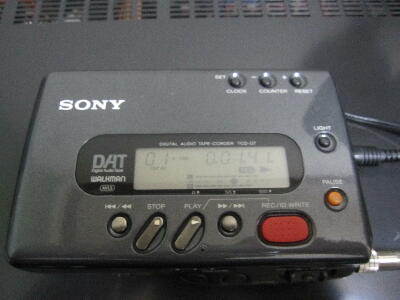 SET - + 
CLOCK COUNTER RESET
SONY
LIGHT
DIGITAL AUDIO TAPE-CORDER TCD-D7
DAT
Digital Audio Tape
WALKMAN
01
PAUSE
STOP PLAY REC/ID WRITE